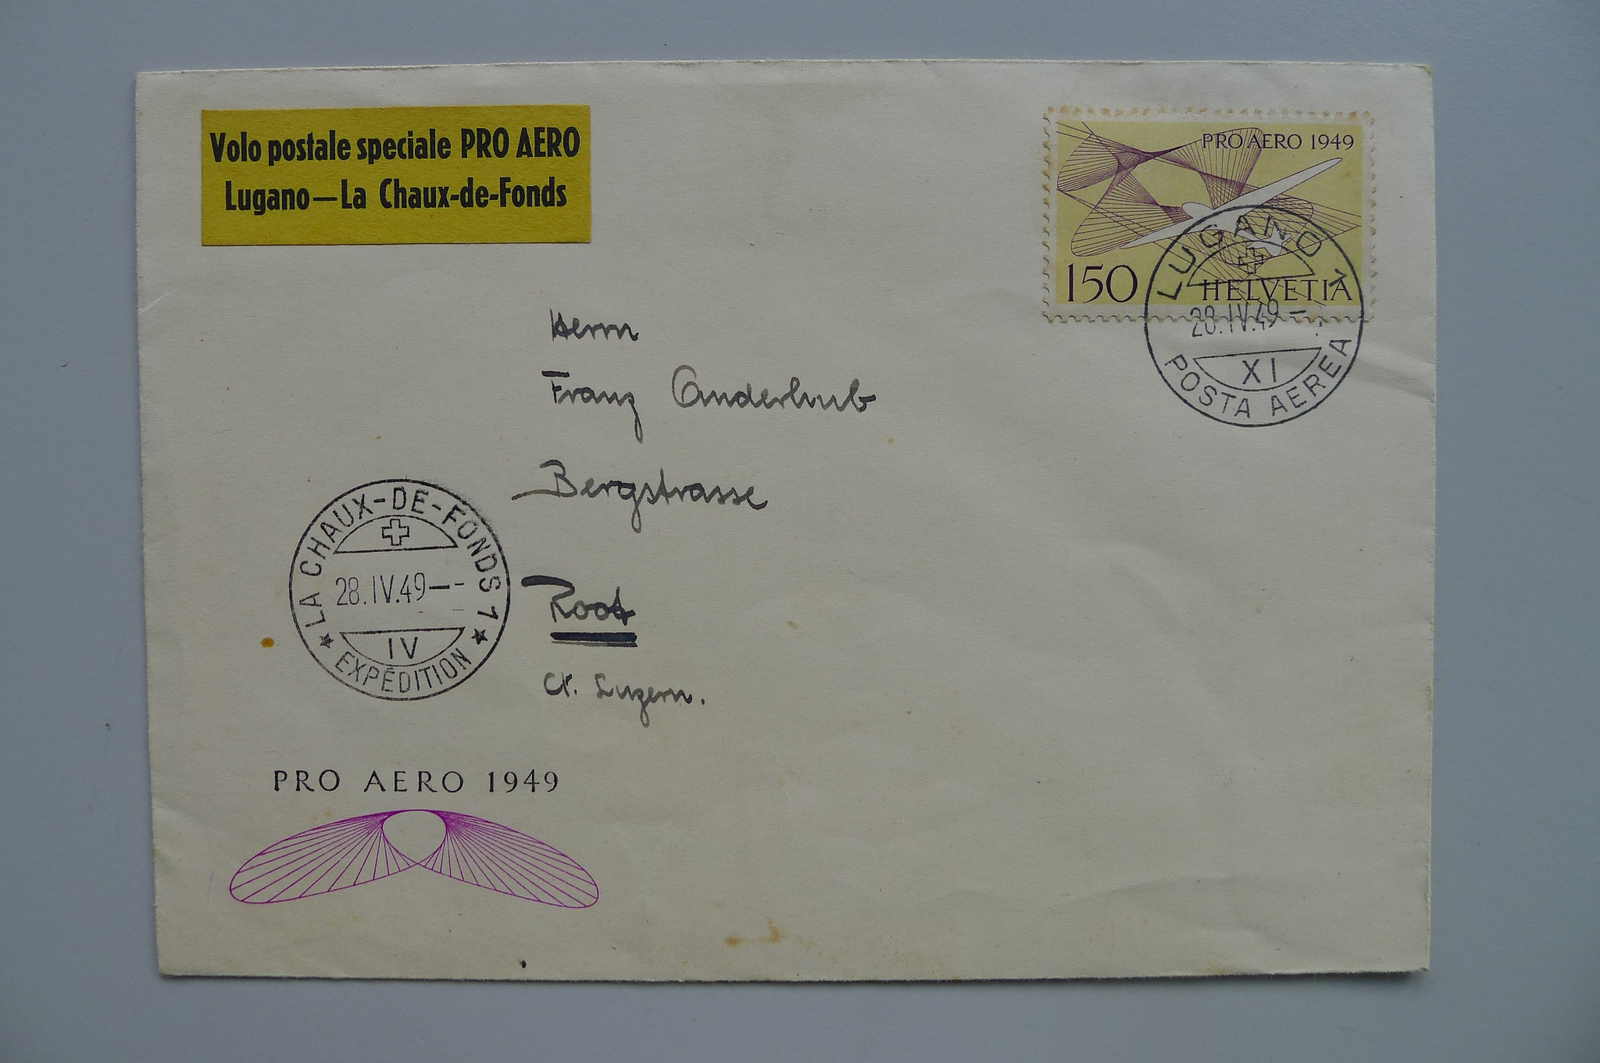 Volo postale speciale PRO AERO
Lugano—La Chaux-de-Fonds
PRO AERO 1949
150 HELVETIA
LUGANO 1
28.IV.49
XI
POSTA AEREA
Herrn
Franz Anderhub
Bergstrasse
Root
Ct. Luzern.
LA CHAUX-DE-FONDS 1
28.IV.49
IV
EXPÉDITION
PRO AERO 1949